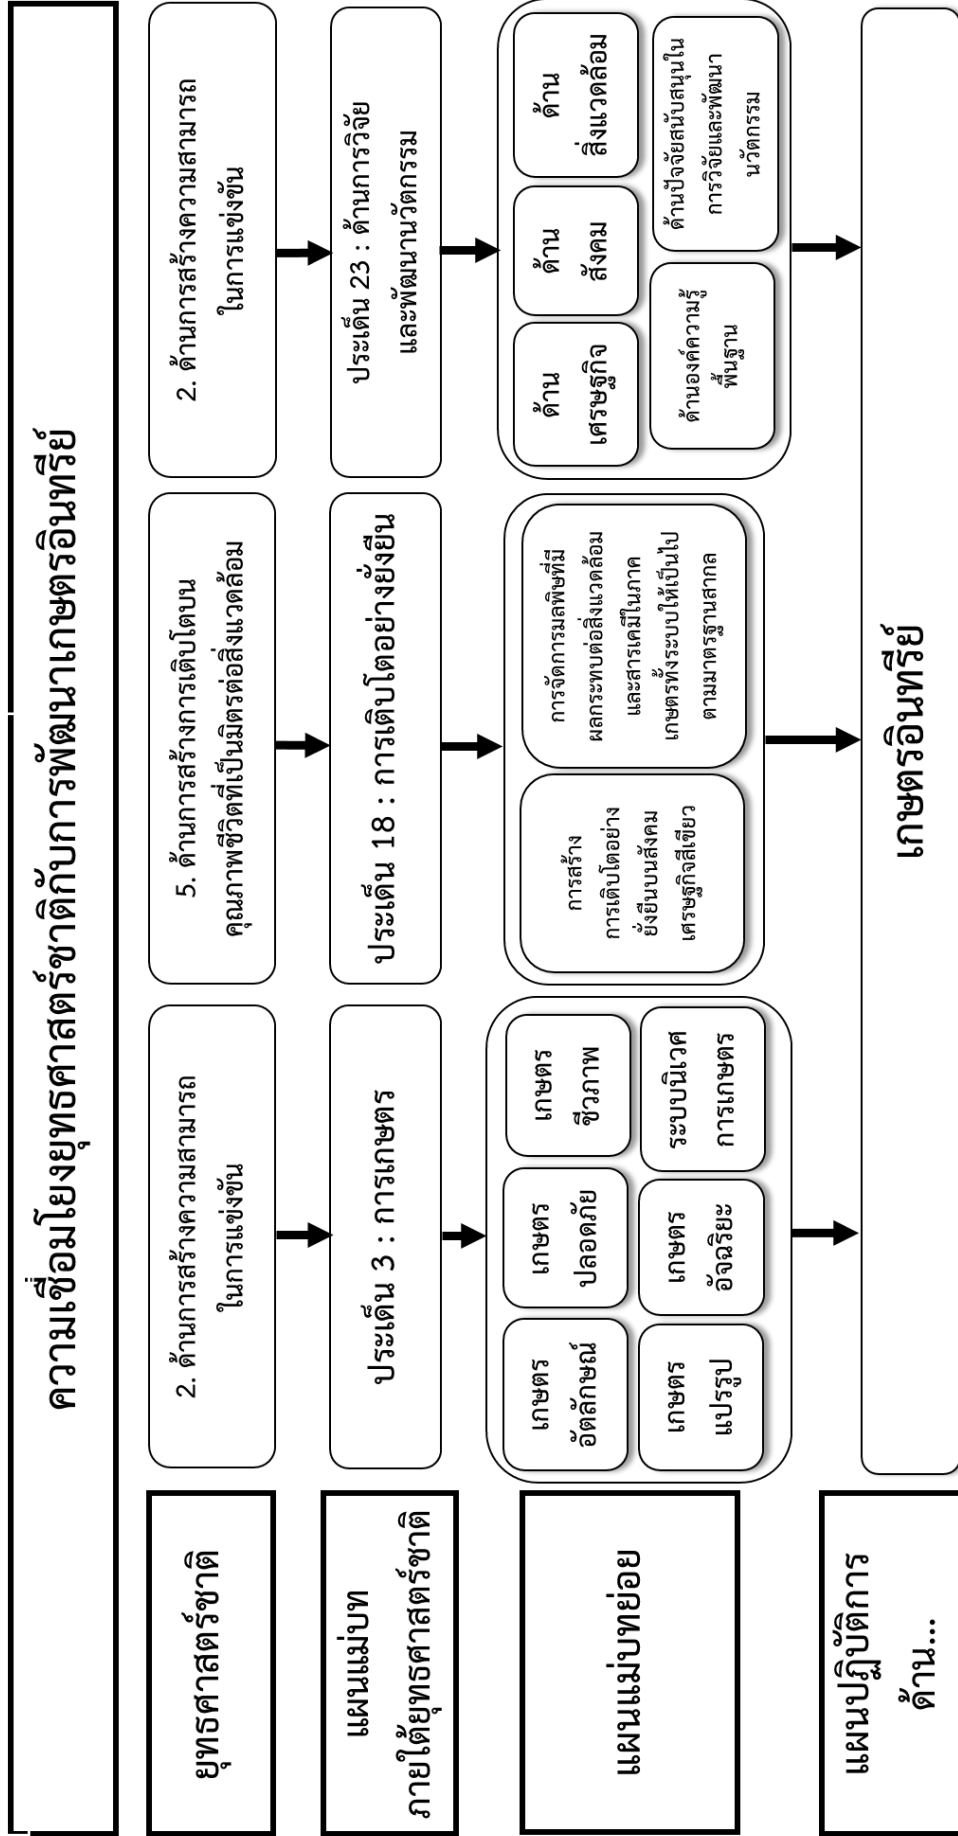 ความเชื่อมโยงยุทธศาสตร์ชาติกับการพัฒนาเกษตรอินทรีย์
ยุทธศาสตร์ชาติ
2. ด้านการสร้างความสามารถ
ในการแข่งขัน
5. ด้านการสร้างการเติบโตบน
คุณภาพชีวิตที่เป็นมิตรต่อสิ่งแวดล้อม
2. ด้านการสร้างความสามารถ
ในการแข่งขัน
แผนแม่บท
ภายใต้ยุทธศาสตร์ชาติ
ประเด็น 3 : การเกษตร
ประเด็น 18 : การเติบโตอย่างยั่งยืน
ประเด็น 23 : ด้านการวิจัย
และพัฒนานวัตกรรม
แผนแม่บทย่อย
เกษตร
อัตลักษณ์
เกษตร
ปลอดภัย
เกษตร
ชีวภาพ
เกษตร
แปรรูป
เกษตร
อัจฉริยะ
ระบบนิเวศ
การเกษตร
การสร้าง
การเติบโตอย่าง
ยั่งยืนบนสังคม
เศรษฐกิจสีเขียว
การจัดการมลพิษที่มี
ผลกระทบต่อสิ่งแวดล้อม
และสารเคมีในภาค
เกษตรทั้งระบบให้เป็นไป
ตามมาตรฐานสากล
ด้าน
เศรษฐกิจ
ด้าน
สังคม
ด้าน
สิ่งแวดล้อม
ด้านองค์ความรู้
พื้นฐาน
ด้านปัจจัยสนับสนุนใน
การวิจัยและพัฒนา
นวัตกรรม
แผนปฏิบัติการ
ด้าน...
เกษตรอินทรีย์